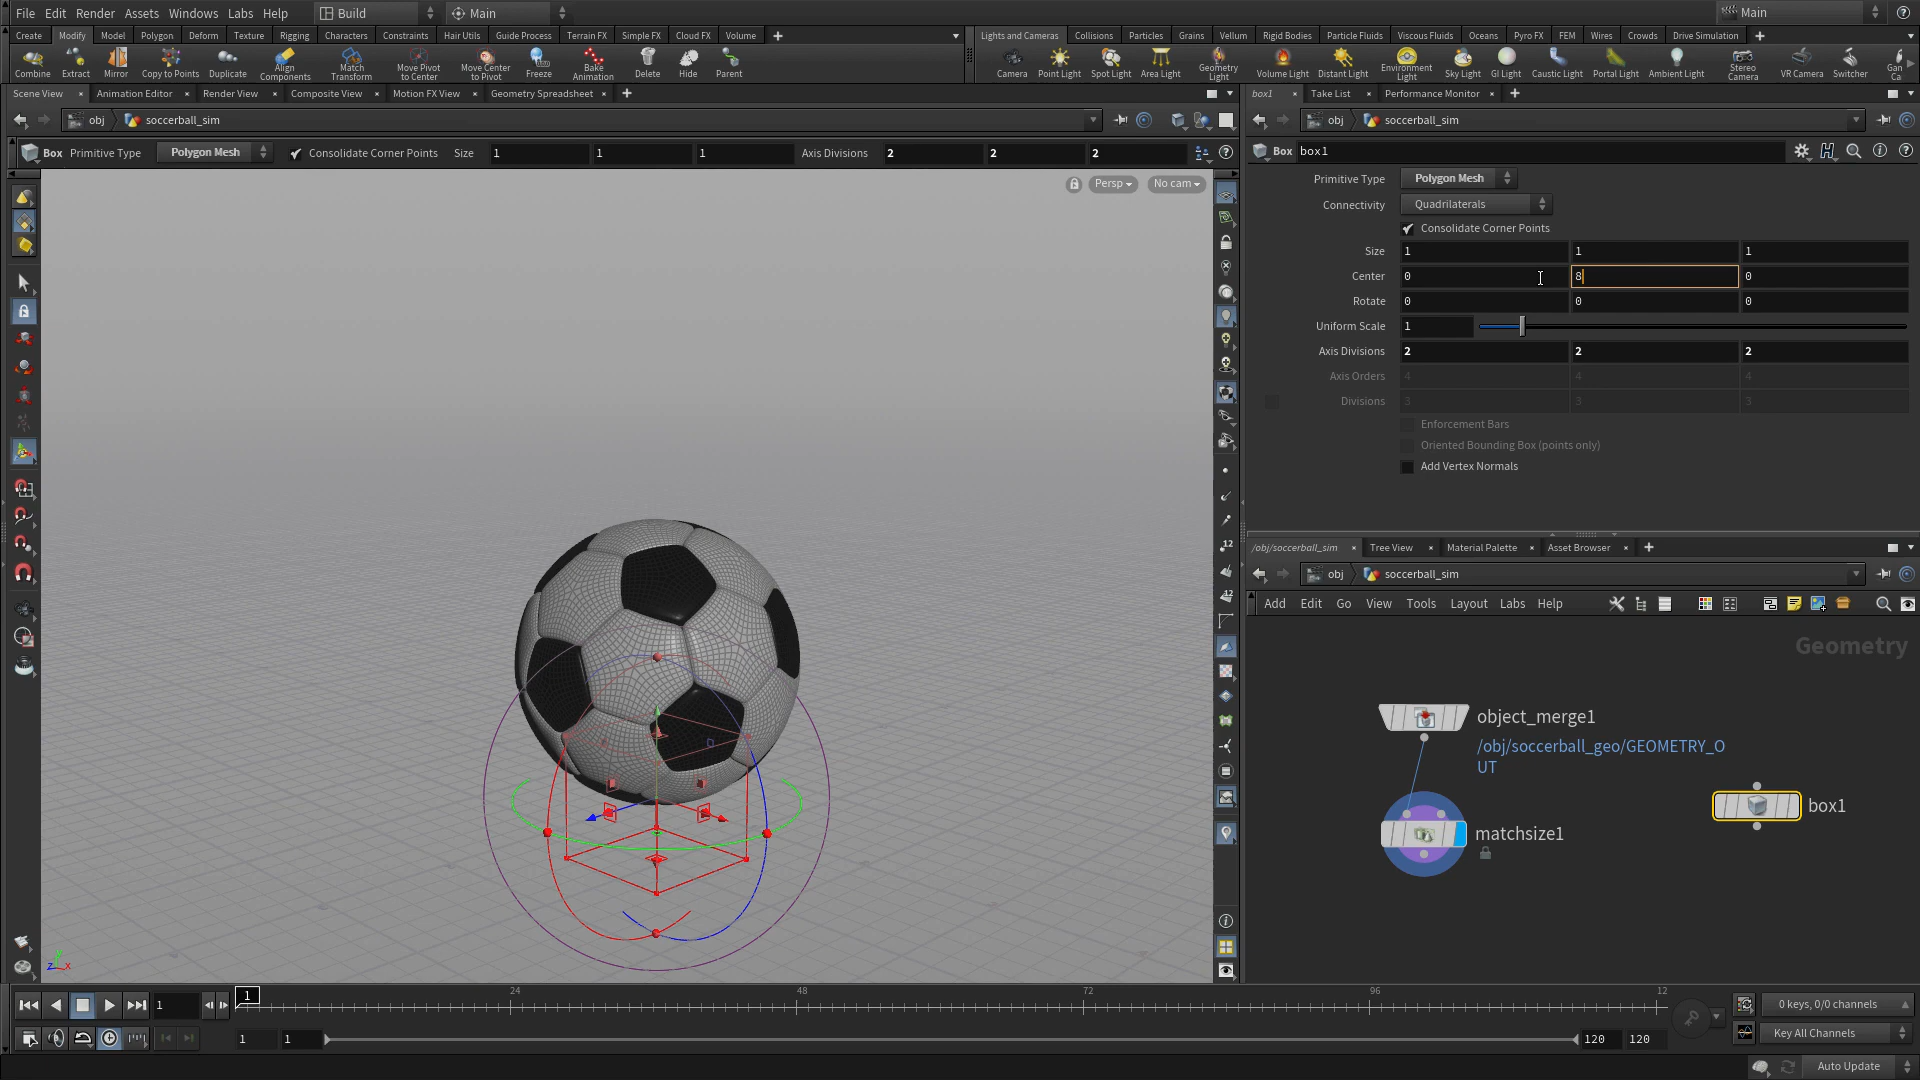 File Edit Render Assets Windows Labs Help Build Main Main
Create Modify Model Polygon Deform Texture Rigging Characters Constraints Hair Utils Guide Process Terrain FX Simple FX Cloud FX Volume
Lights and Cameras Collisions Particles Grains Vellum Rigid Bodies Particle Fluids Viscous Fluids Oceans Pyro FX FEM Wires Crowds Drive Simulation
Combine Extract Mirror Copy to Points Duplicate Align Components Match Transform Move Pivot to Center Move Center to Pivot Freeze Bake Animation Delete Hide Parent
Camera Point Light Spot Light Area Light Geometry Light Volume Light Distant Light Environment Light Sky Light GI Light Caustic Light Portal Light Ambient Light Stereo Camera VR Camera Switcher Gan Ca
Scene View Animation Editor Render View Composite View Motion FX View Geometry Spreadsheet
box1 Take List Performance Monitor
obj soccerball_sim
obj soccerball_sim
Box Primitive Type Polygon Mesh Consolidate Corner Points Size 1 1 1 Axis Divisions 2 2 2
Box box1
Persp No cam
Primitive Type Polygon Mesh
Connectivity Quadrilaterals
Consolidate Corner Points
Size 1 1 1
Center 0 8 0
Rotate 0 0 0
Uniform Scale 1
Axis Divisions 2 2 2
Axis Orders 4 4 4
Divisions 3 3 3
Enforcement Bars
Oriented Bounding Box (points only)
Add Vertex Normals
/obj/soccerball_sim Tree View Material Palette Asset Browser
obj soccerball_sim
Add Edit Go View Tools Layout Labs Help
Geometry
object_merge1
/obj/soccerball_geo/GEOMETRY_O
UT
box1
matchsize1
12
12
z y x
1 1 24 48 72 96 12
0 keys, 0/0 channels
1 1 120 120
Key All Channels
Auto Update